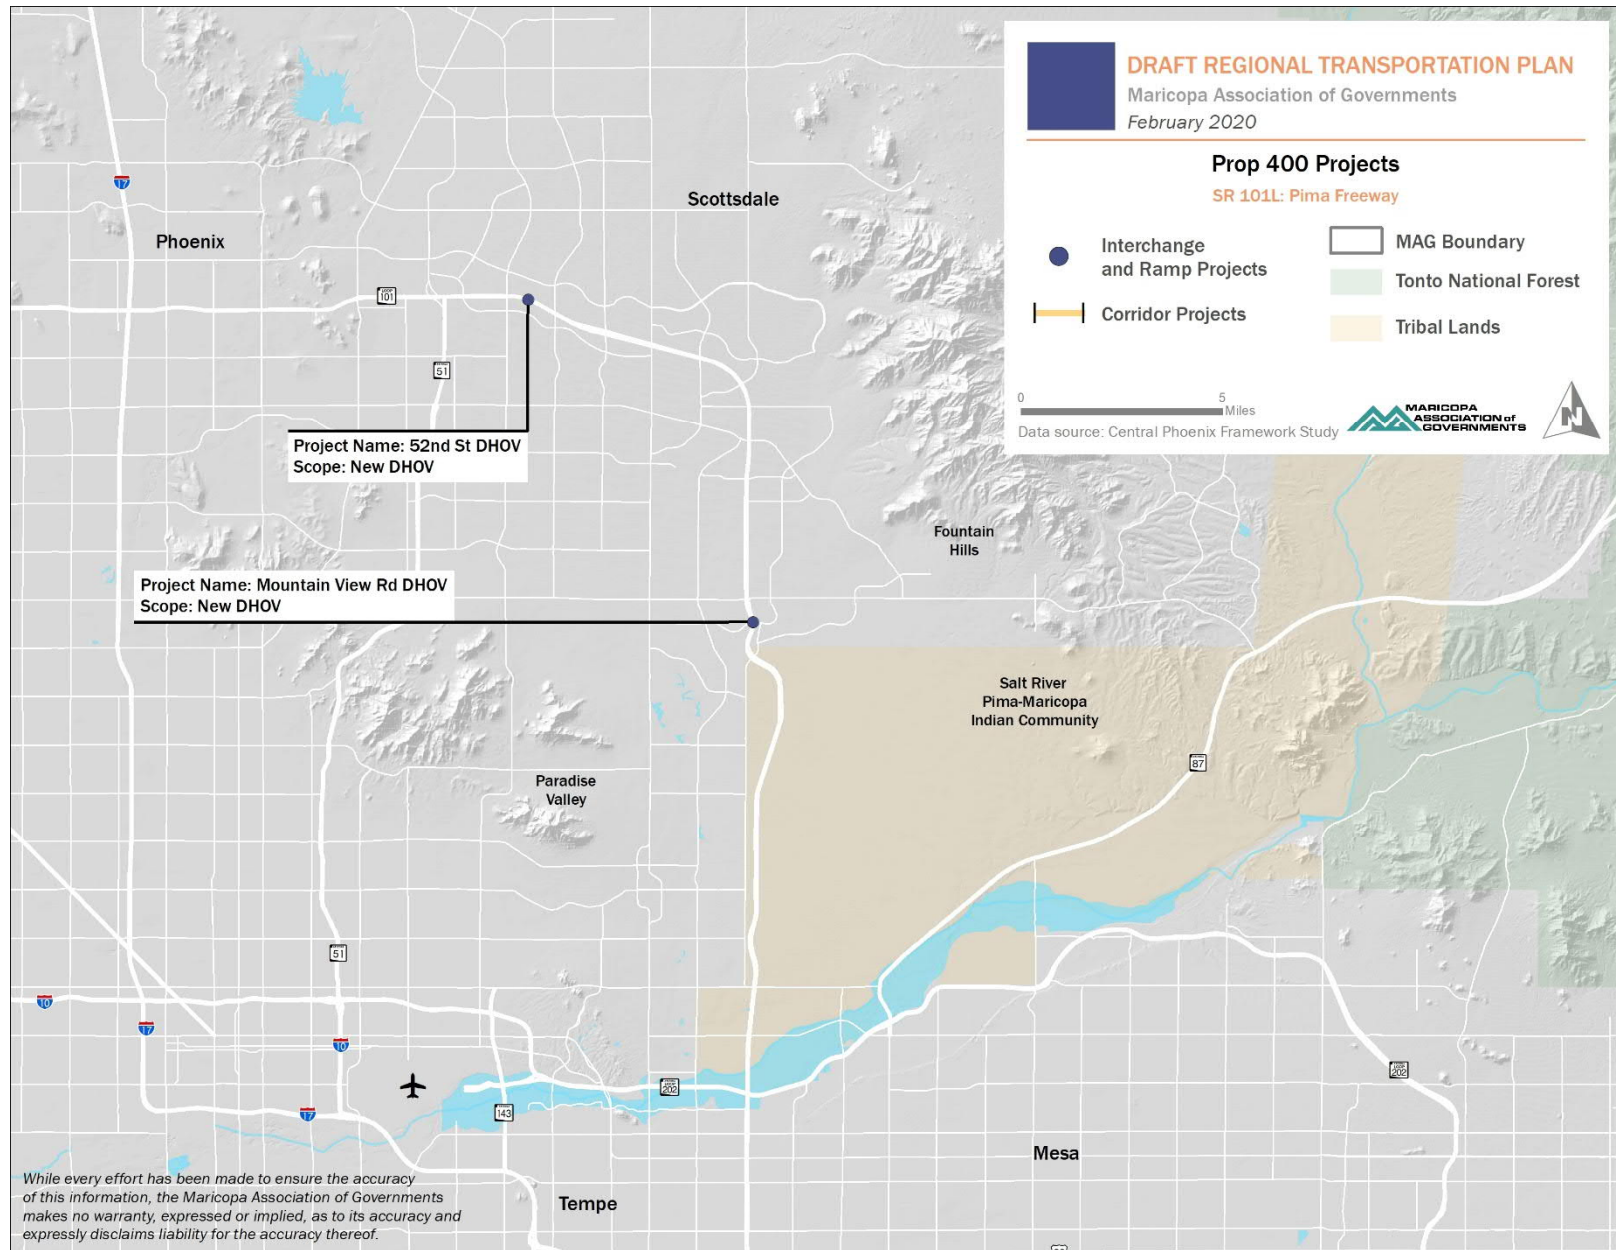 DRAFT REGIONAL TRANSPORTATION PLAN
Maricopa Association of Governments
February 2020
Prop 400 Projects
SR 101L: Pima Freeway
Interchange
and Ramp Projects
Corridor Projects
MAG Boundary
Tonto National Forest
Tribal Lands
0
5
Miles
Data source: Central Phoenix Framework Study
MARICOPA
ASSOCIATION of
GOVERNMENTS
N
17
Scottsdale
Phoenix
LOOP
101
51
Project Name: 52nd St DHOV
Scope: New DHOV
Fountain
Hills
Project Name: Mountain View Rd DHOV
Scope: New DHOV
Salt River
Pima-Maricopa
Indian Community
87
Paradise
Valley
51
10
17
10
202
202
143
17
Mesa
Tempe
While every effort has been made to ensure the accuracy
of this information, the Maricopa Association of Governments
makes no warranty, expressed or implied, as to its accuracy and
expressly disclaims liability for the accuracy thereof.